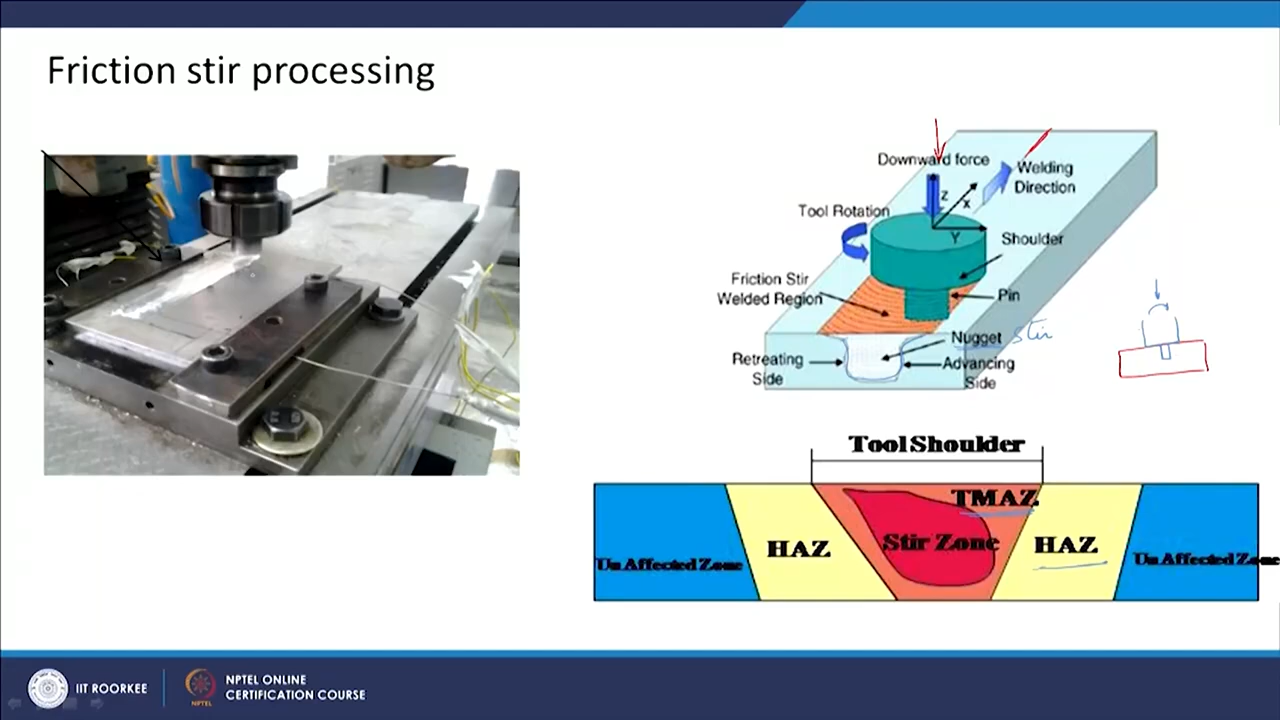 Friction stir processing
Downward force
Welding
Direction
Z
X
Tool Rotation
Y
Shoulder
Friction Stir
Welded Region
Pin
Nugget stir
Retreating
Side
Advancing
Side
Tool Shoulder
TMAZ
HAZ
Stir Zone
HAZ
Un Affected Zone
Un Affected Zone
IIT ROORKEE
NPTEL ONLINE
CERTIFICATION COURSE
NPTEL